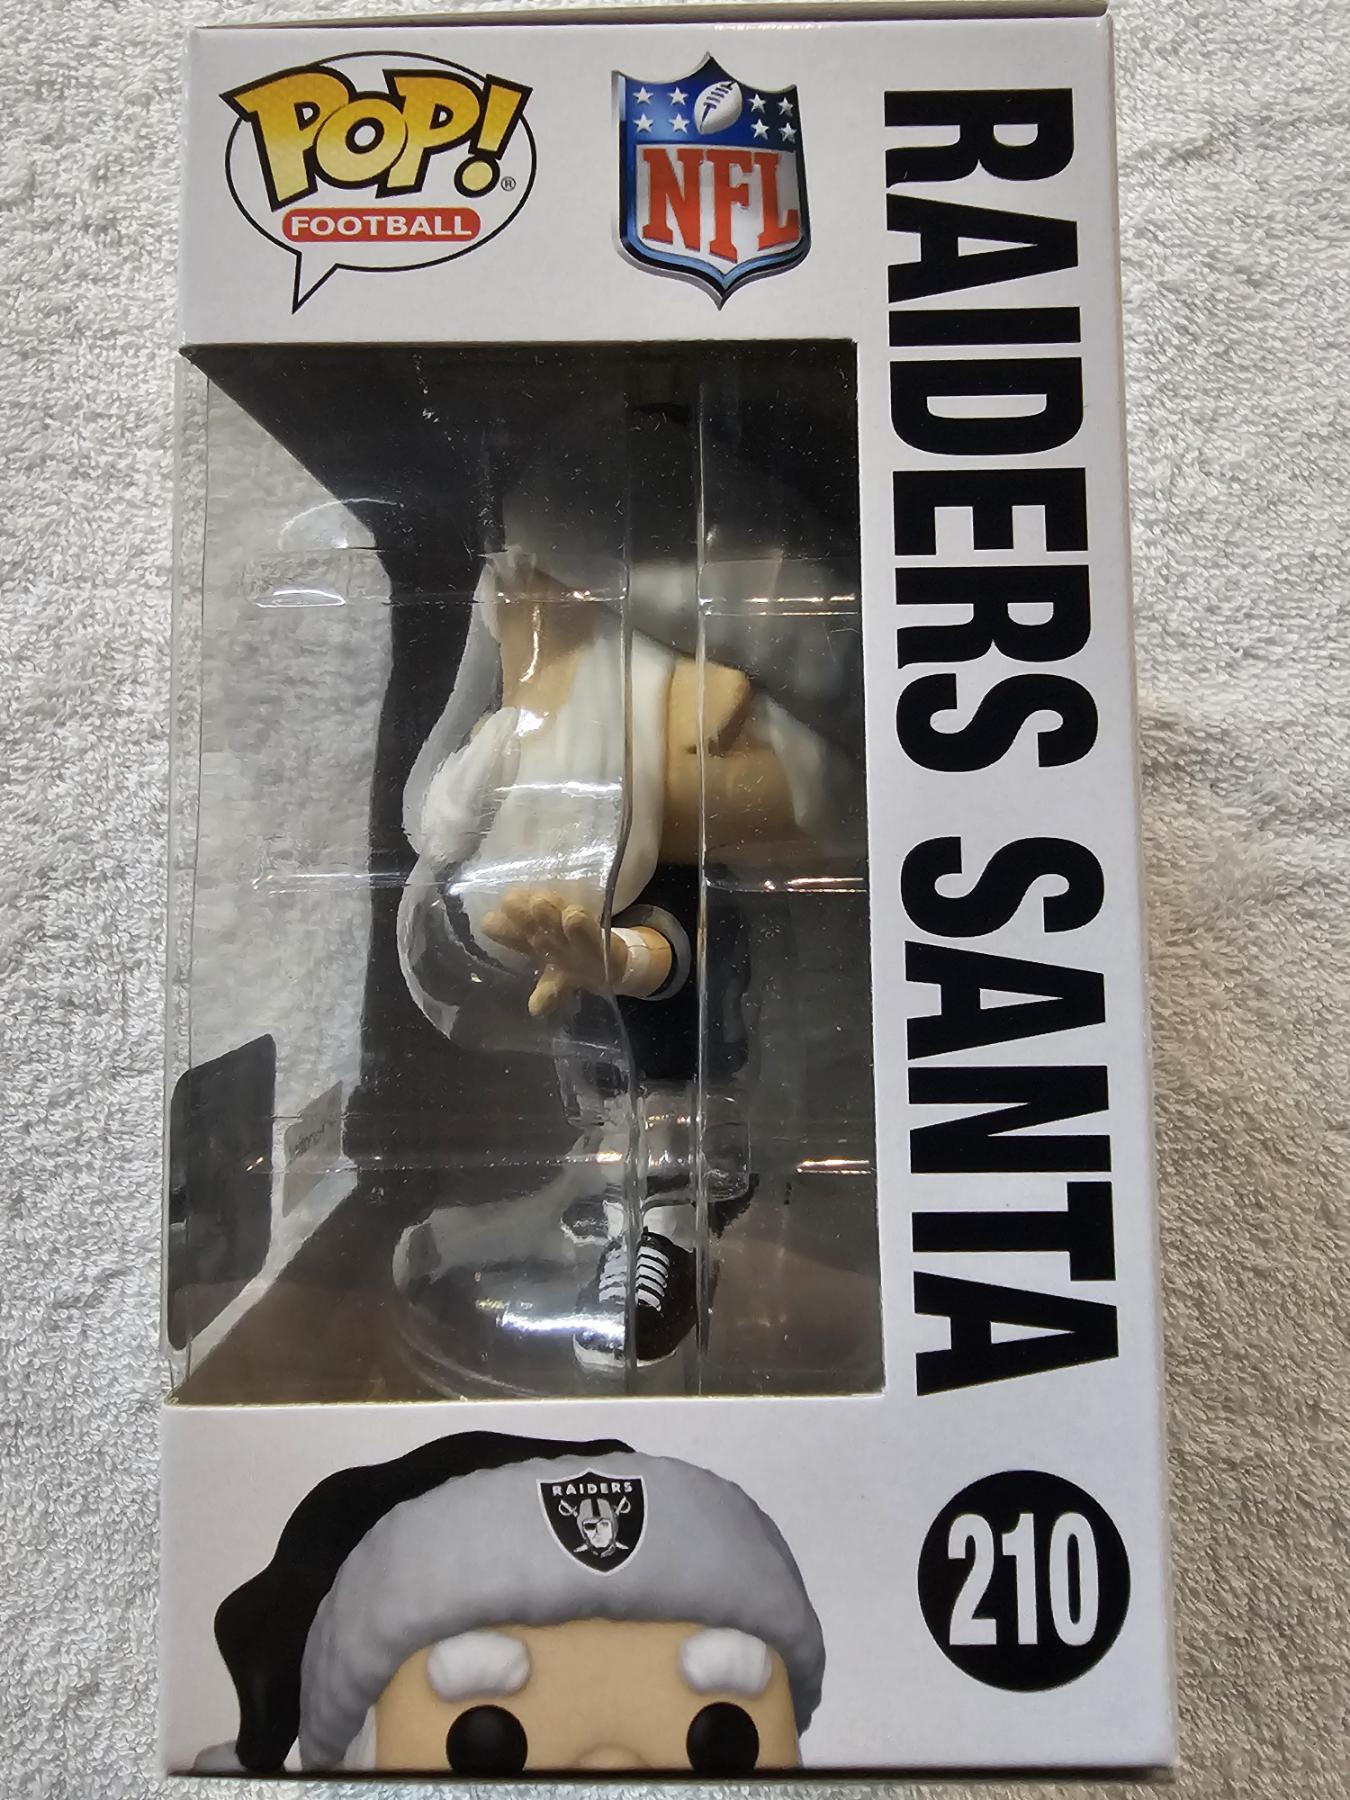 POP!®
FOOTBALL
NFL
RAIDERS SANTA
RAIDERS
210